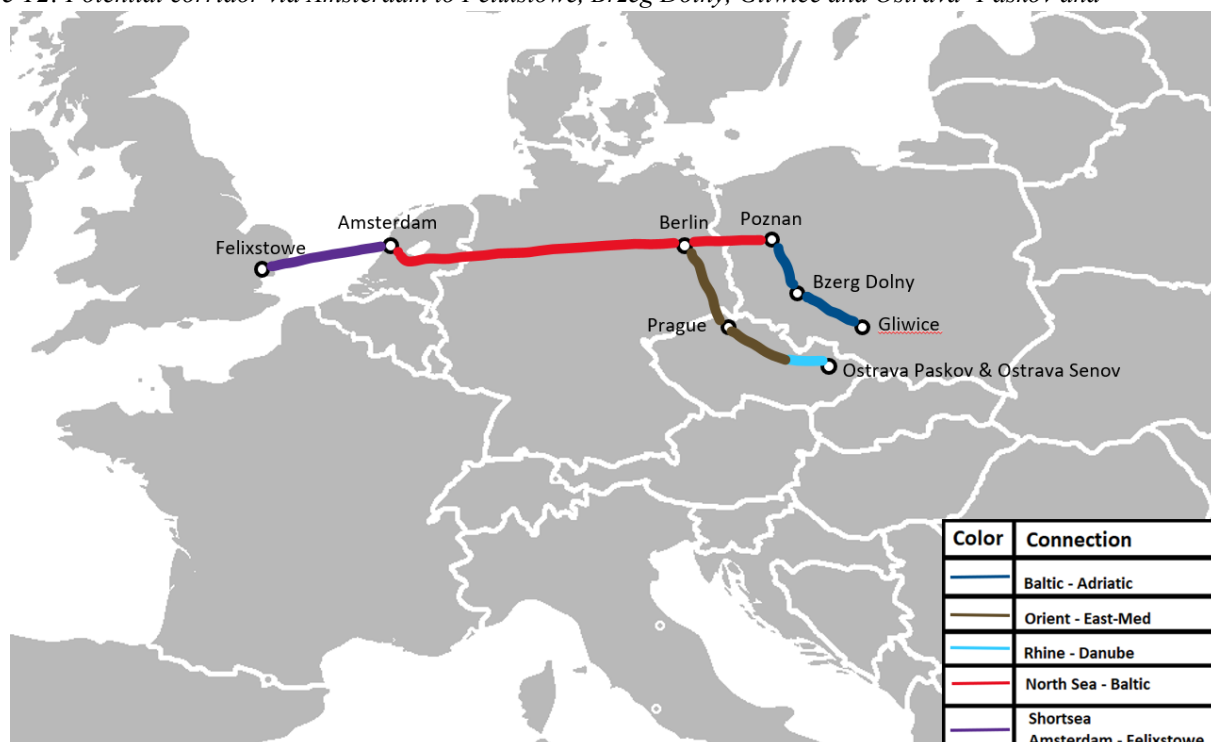 Potential corridor via Amsterdam to Felixstowe, Brzeg Dolny, Gliwice and Ostrava- Paskov and
Felixstowe
Amsterdam
Berlin
Poznan
Bzerg Dolny
Prague
Gliwice
Ostrava Paskov & Ostrava Senov
Color Connection
Baltic - Adriatic
Orient - East-Med
Rhine - Danube
North Sea - Baltic
Shortsea
Amsterdam - Felixstowe